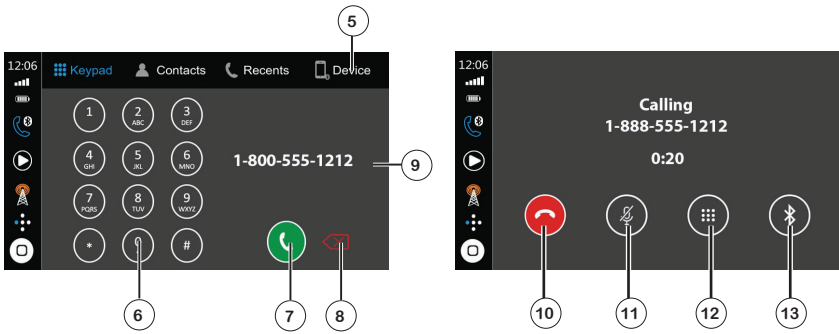 5
12:06
Keypad Contacts Recents Device
1 2 3
ABC DEF
4 5 6
GHI JKL MNO
1-800-555-1212
9
7 8 9
PQRS TUV WXYZ
* #
6
7
8
12:06
Calling
1-888-555-1212
0:20
10
11
12
13